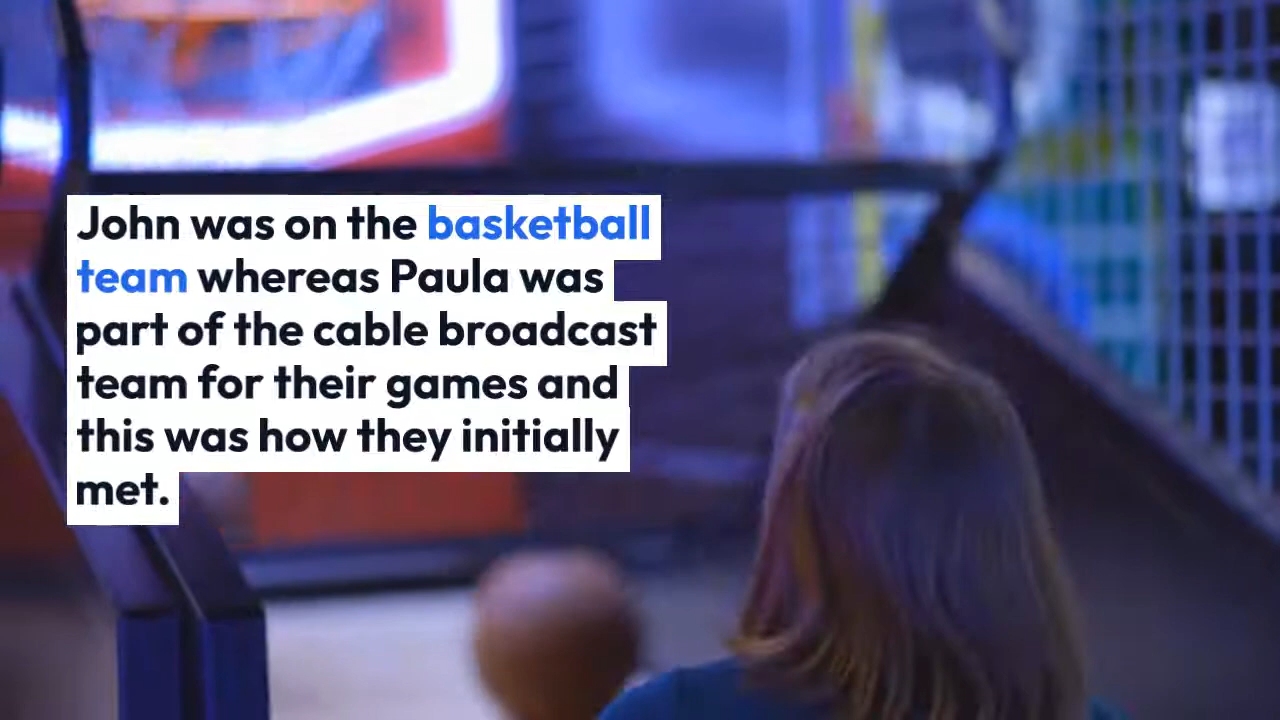 John was on the basketball
team whereas Paula was
part of the cable broadcast
team for their games and
this was how they initially
met.